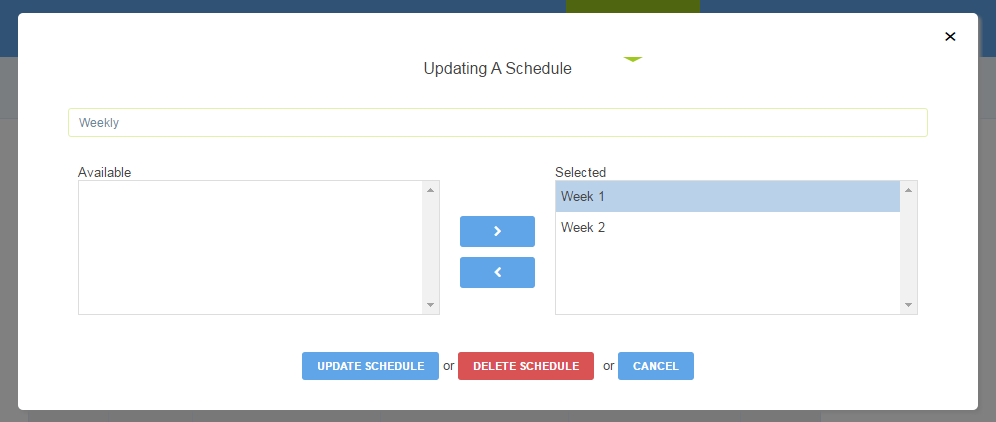 Updating A Schedule
Weekly
Available
Selected
Week 1
Week 2
UPDATE SCHEDULE or DELETE SCHEDULE or CANCEL